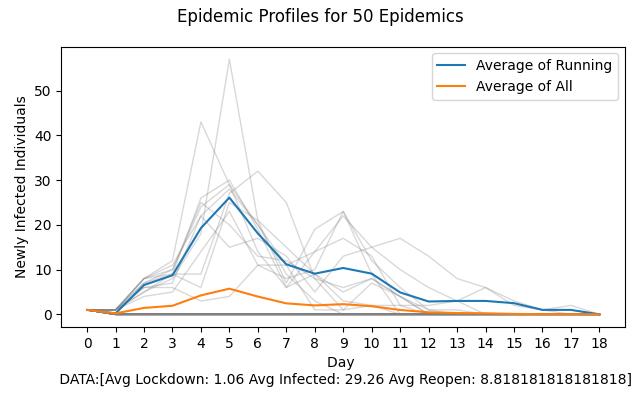 Epidemic Profiles for 50 Epidemics
Average of Running
Average of All
Newly Infected Individuals
50
40
30
20
10
0
0 1 2 3 4 5 6 7 8 9 10 11 12 13 14 15 16 17 18
Day
DATA:[Avg Lockdown: 1.06 Avg Infected: 29.26 Avg Reopen: 8.818181818181818]